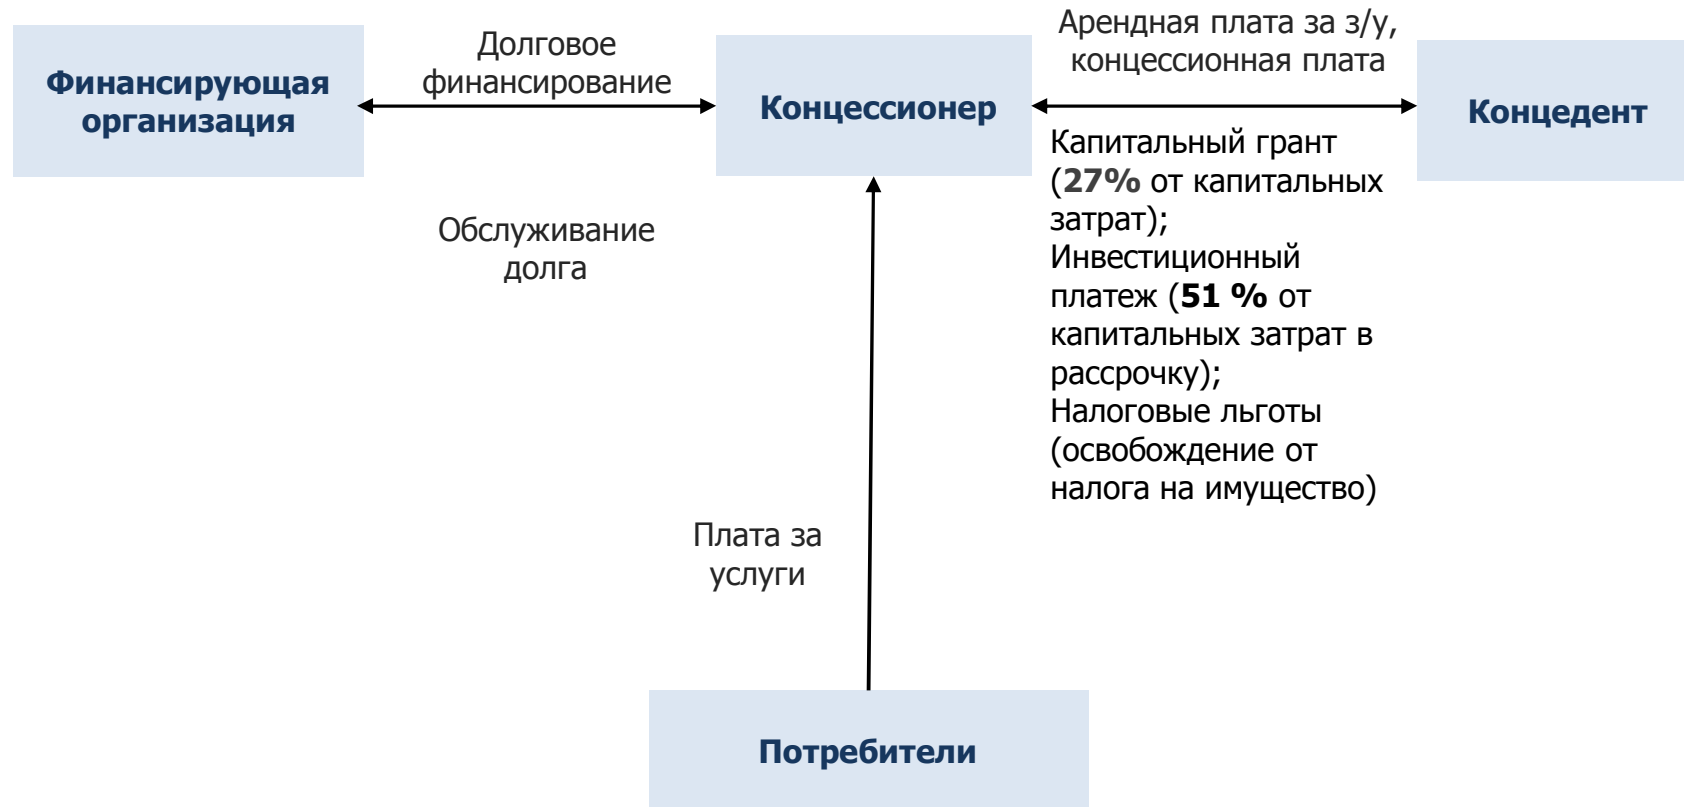 Финансирующая
организация
Долговое
финансирование
Обслуживание
долга
Концессионер
Арендная плата за з/у,
концессионная плата
Капитальный грант
(27% от капитальных
затрат);
Инвестиционный
платеж (51 % от
капитальных затрат в
рассрочку);
Налоговые льготы
(освобождение от
налога на имущество)
Концедент
Плата за
услуги
Потребители